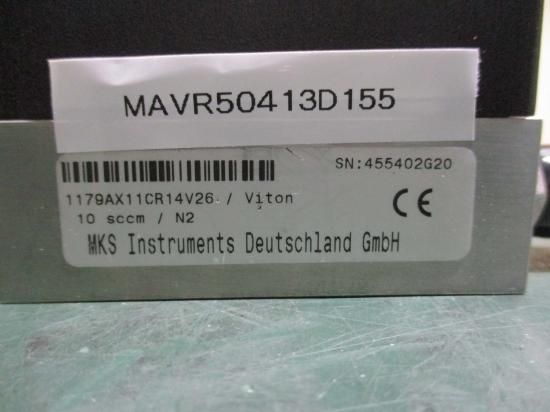 MAVR50413D155
SN:455402G20
1179AX11CR14V26 / Viton
10 sccm / N2
CE
MKS Instruments Deutschland GmbH